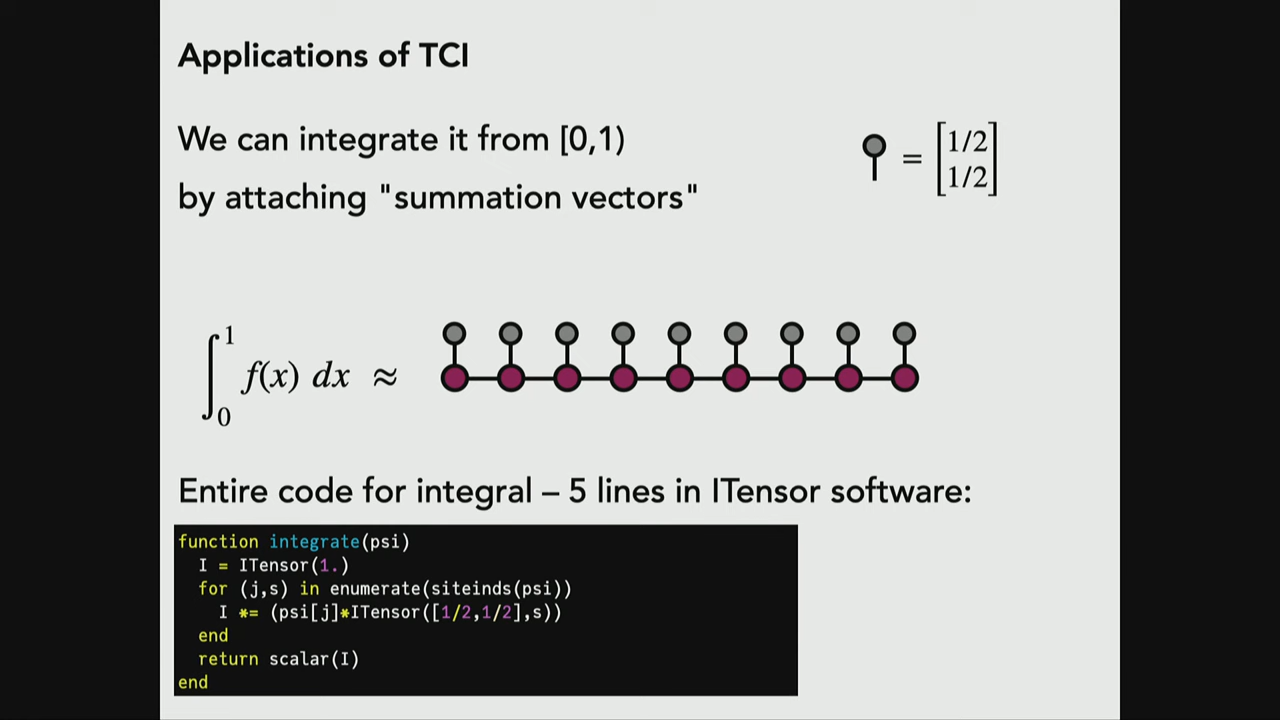 Applications of TCI
We can integrate it from [0,1)
by attaching "summation vectors"
= [1/2
1/2]
∫₀¹ f(x) dx ≈
Entire code for integral – 5 lines in ITensor software:
function integrate(psi)
I = ITensor(1.)
for (j,s) in enumerate(siteinds(psi))
I *= (psi[j]*ITensor([1/2,1/2],s))
end
return scalar(I)
end